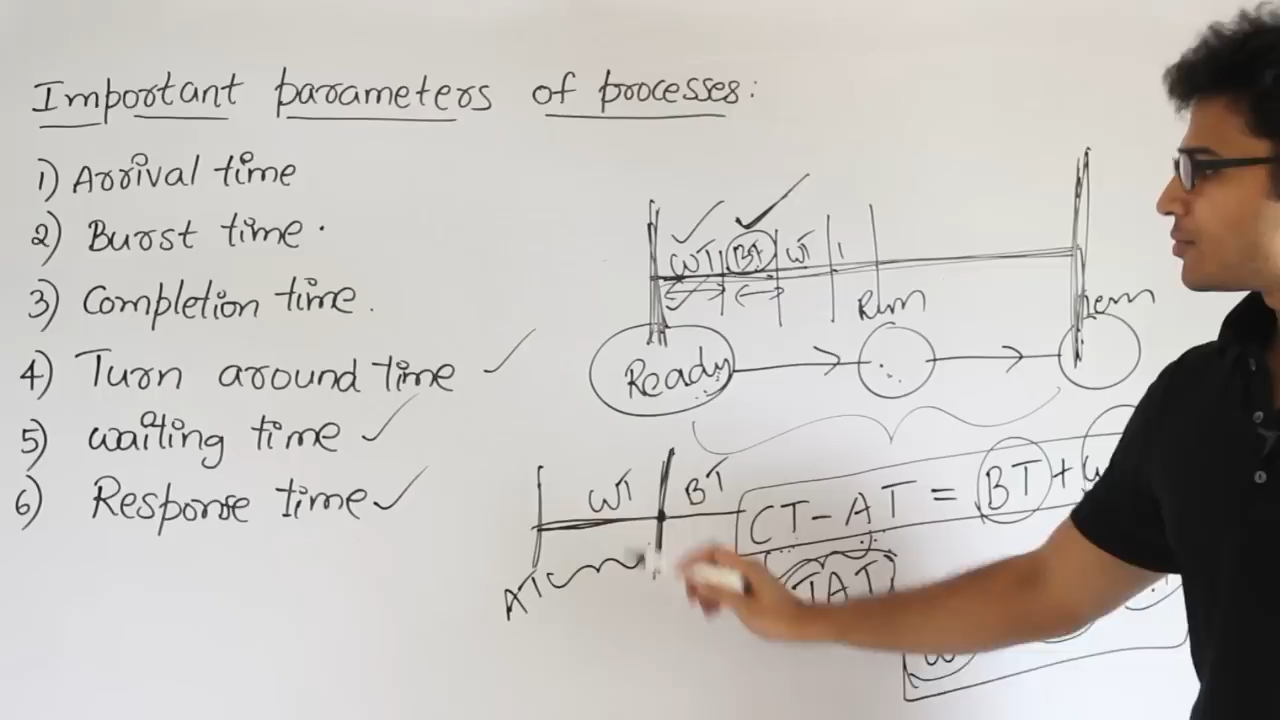 Important parameters of processes:
1) Arrival time
2) Burst time.
3) Completion time.
4) Turn around time
5) waiting time
6) Response time
WT BT WT 1
Run
Ready
WT BT
CT - AT = BT +
AT
TAT